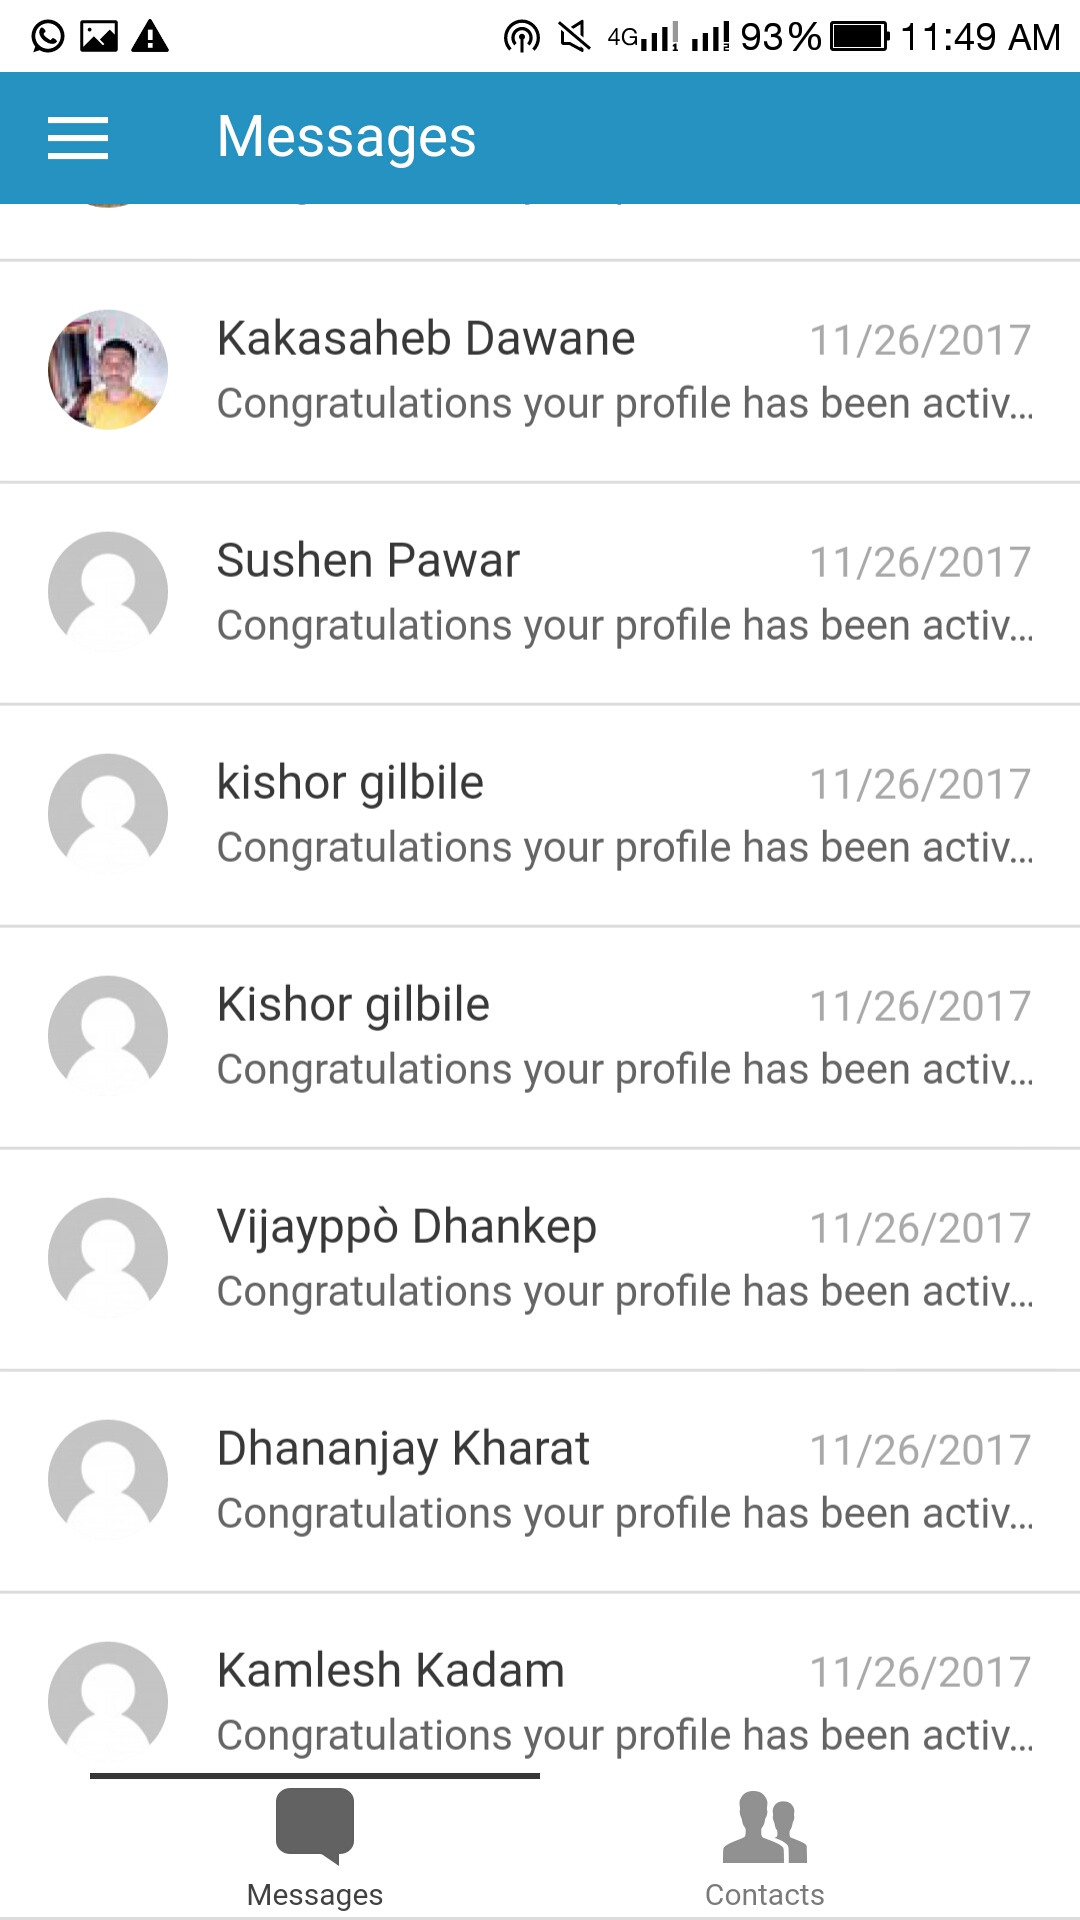 4G 93% 11:49 AM
Messages
Kakasaheb Dawane 11/26/2017
Congratulations your profile has been activ...
Sushen Pawar 11/26/2017
Congratulations your profile has been activ...
kishor gilbile 11/26/2017
Congratulations your profile has been activ...
Kishor gilbile 11/26/2017
Congratulations your profile has been activ...
Vijayppò Dhankep 11/26/2017
Congratulations your profile has been activ...
Dhananjay Kharat 11/26/2017
Congratulations your profile has been activ...
Kamlesh Kadam 11/26/2017
Congratulations your profile has been activ...
Messages Contacts